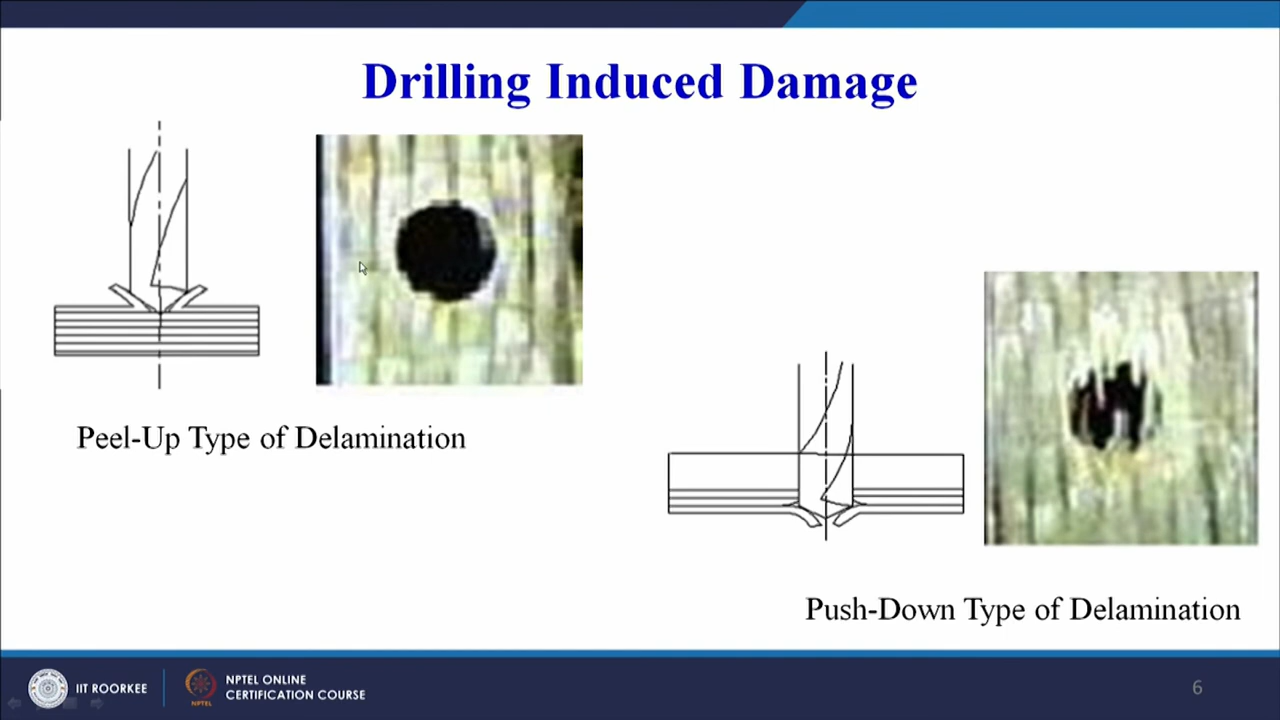 Drilling Induced Damage
Peel-Up Type of Delamination
Push-Down Type of Delamination
IIT ROORKEE
NPTEL
NPTEL ONLINE
CERTIFICATION COURSE
6